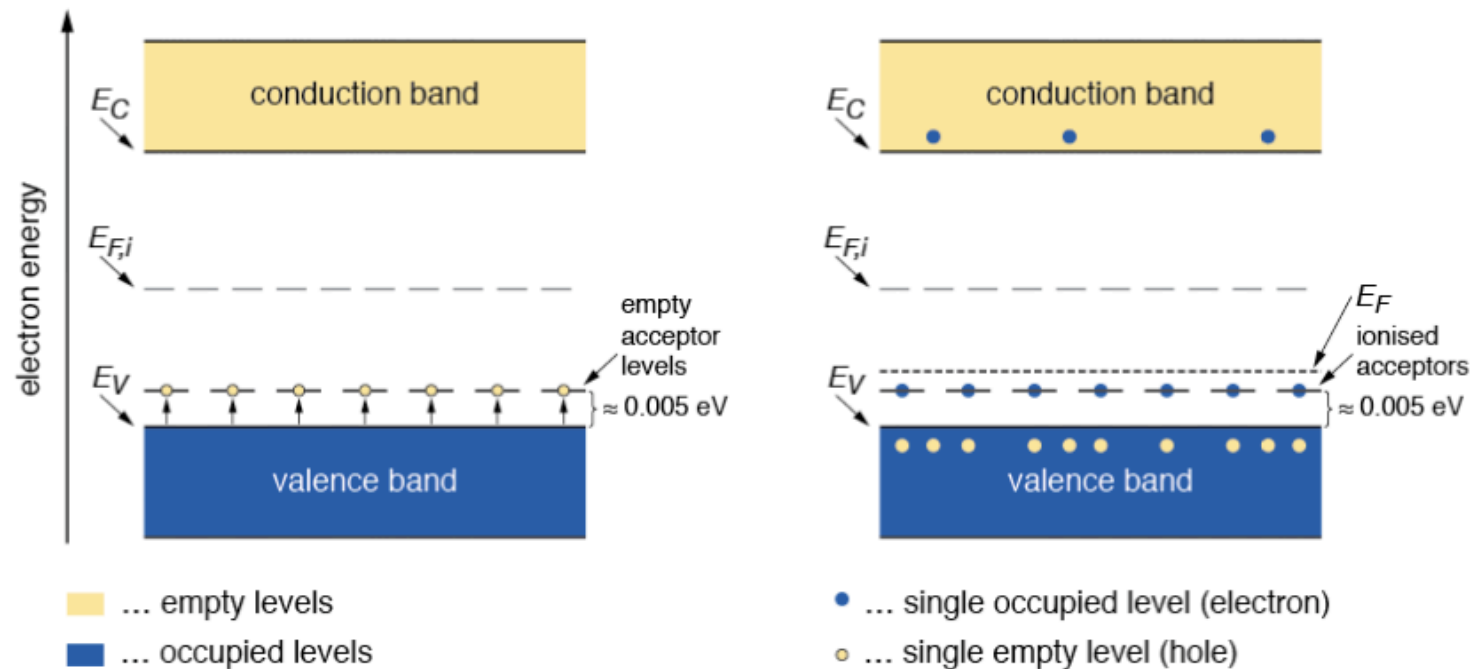 electron energy
conduction band
E_C
E_F,i
empty
acceptor
levels
E_V
≈ 0.005 eV
valence band
conduction band
E_C
E_F,i
E_F
ionised
acceptors
E_V
≈ 0.005 eV
valence band
... empty levels
... occupied levels
... single occupied level (electron)
... single empty level (hole)